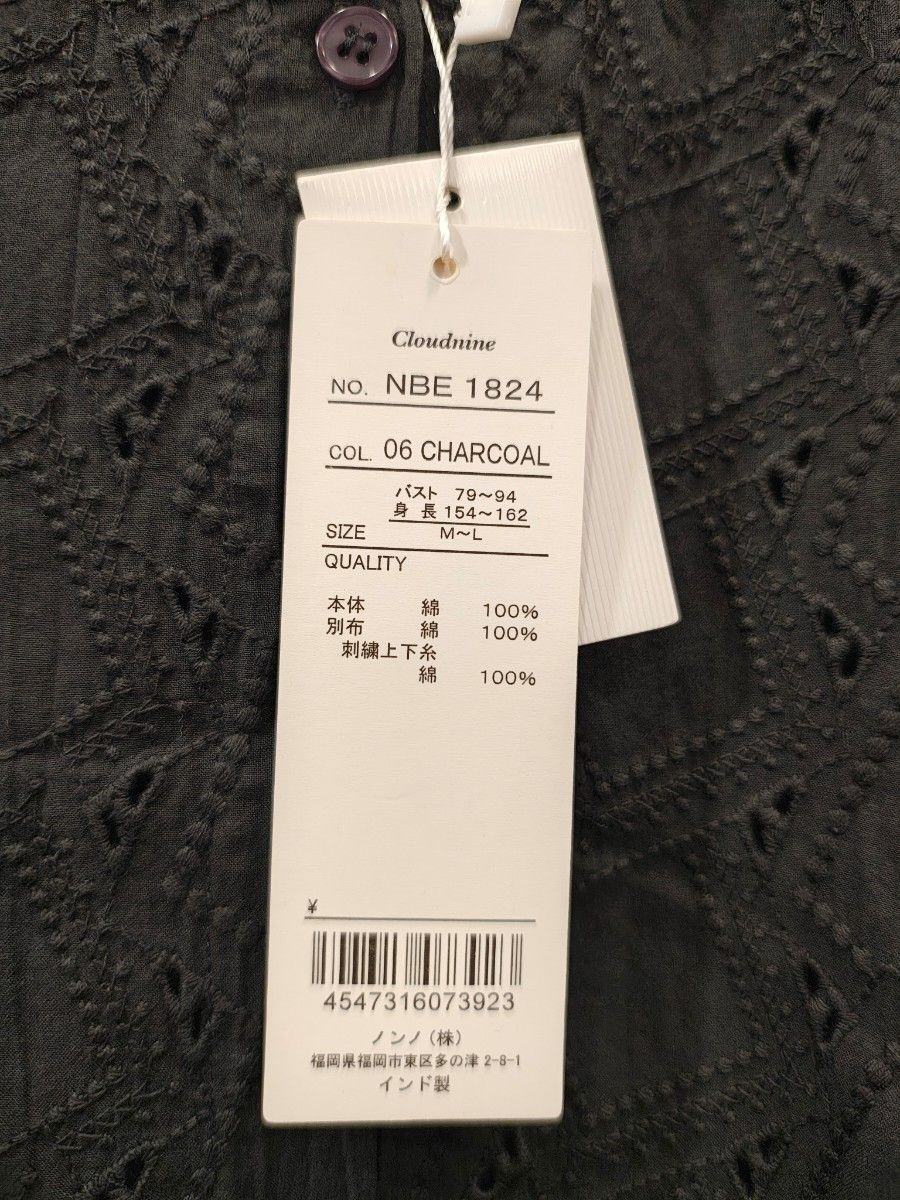 Cloudnine
NO. NBE 1824
COL. 06 CHARCOAL
バスト 79～94
身長 154～162
SIZE M～L
QUALITY
本体 綿 100%
別布 綿 100%
刺繍上下糸
綿 100%
¥
4547316073923
ノンノ(株)
福岡県福岡市東区多の津 2-8-1
インド製